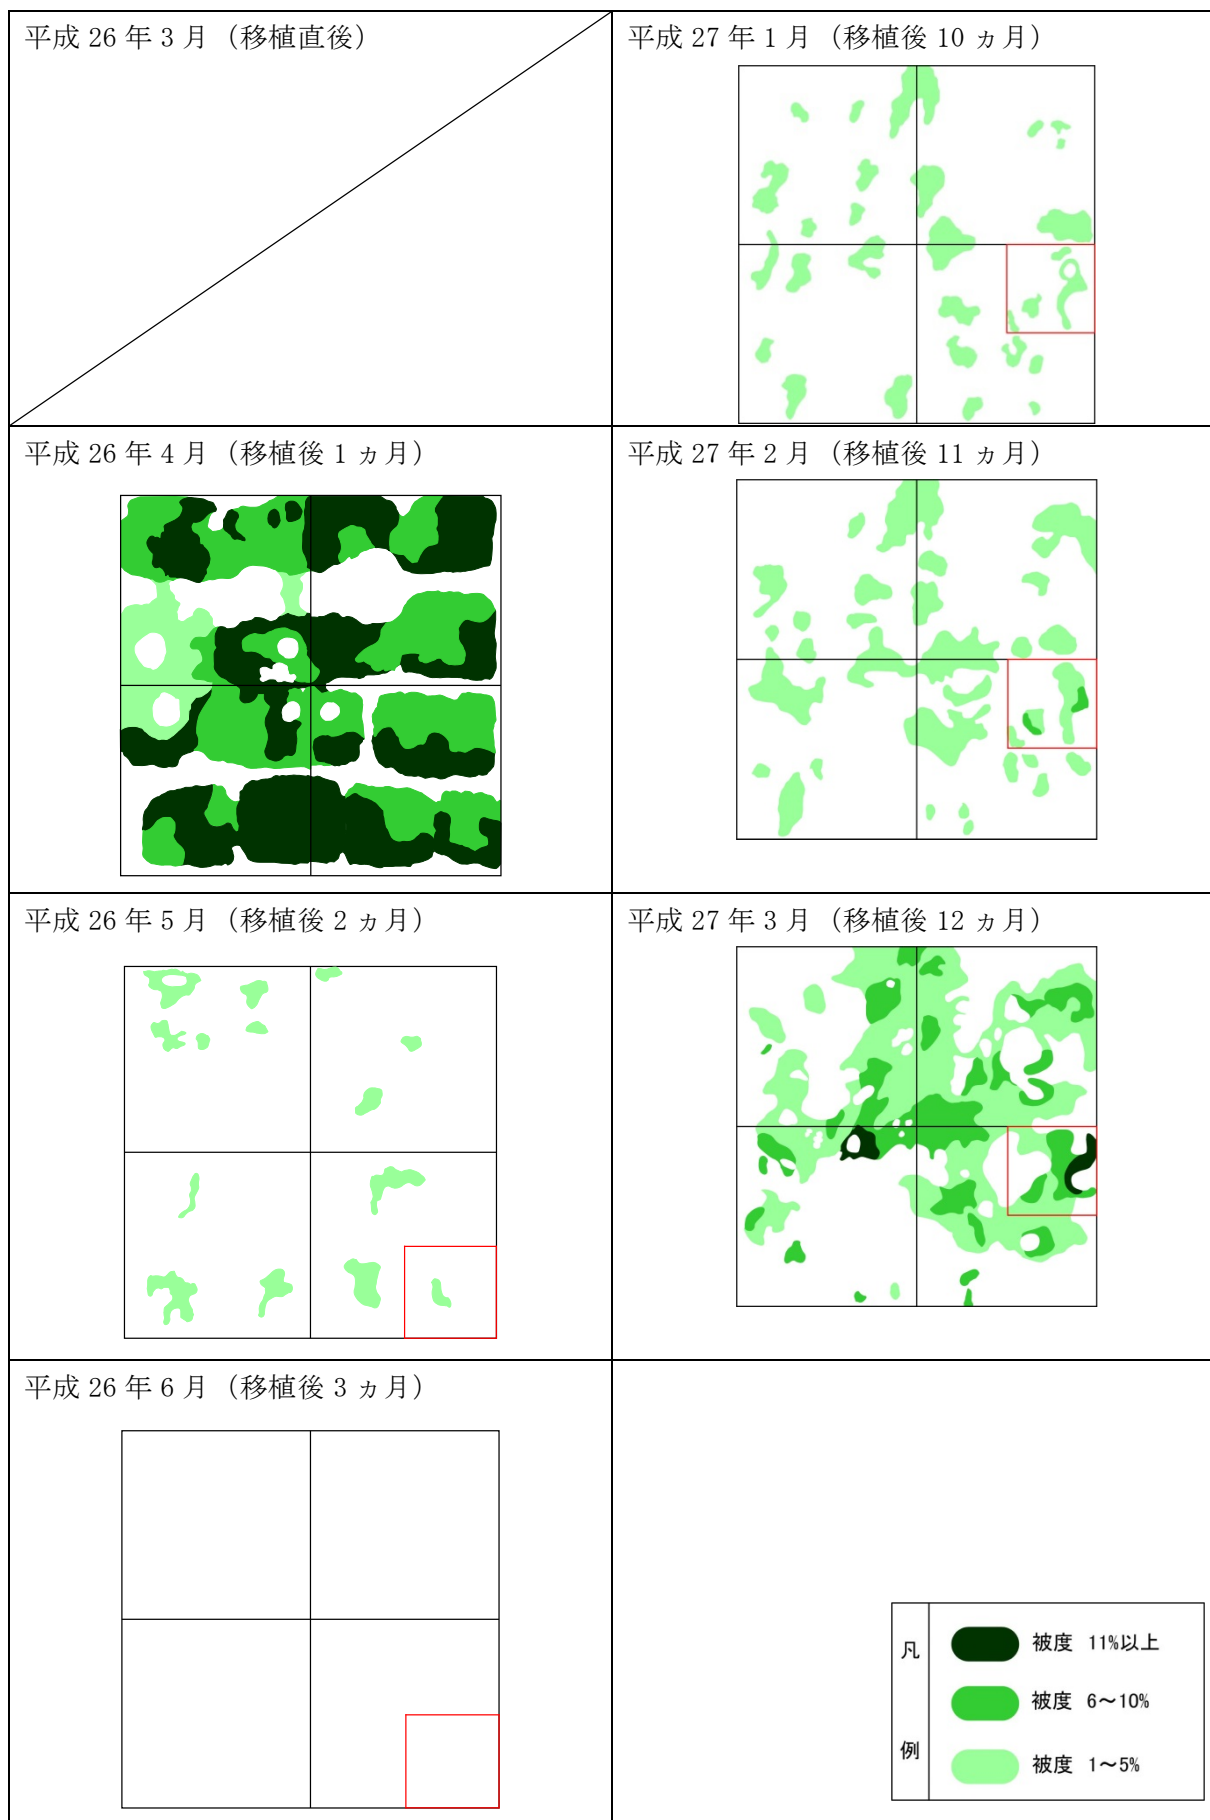 平成 26 年 3 月（移植直後）
平成 27 年 1 月（移植後 10 ヵ月）
平成 26 年 4 月（移植後 1 ヵ月）
平成 27 年 2 月（移植後 11 ヵ月）
平成 26 年 5 月（移植後 2 ヵ月）
平成 27 年 3 月（移植後 12 ヵ月）
平成 26 年 6 月（移植後 3 ヵ月）
凡例
被度 11%以上
被度 6～10%
被度 1～5%